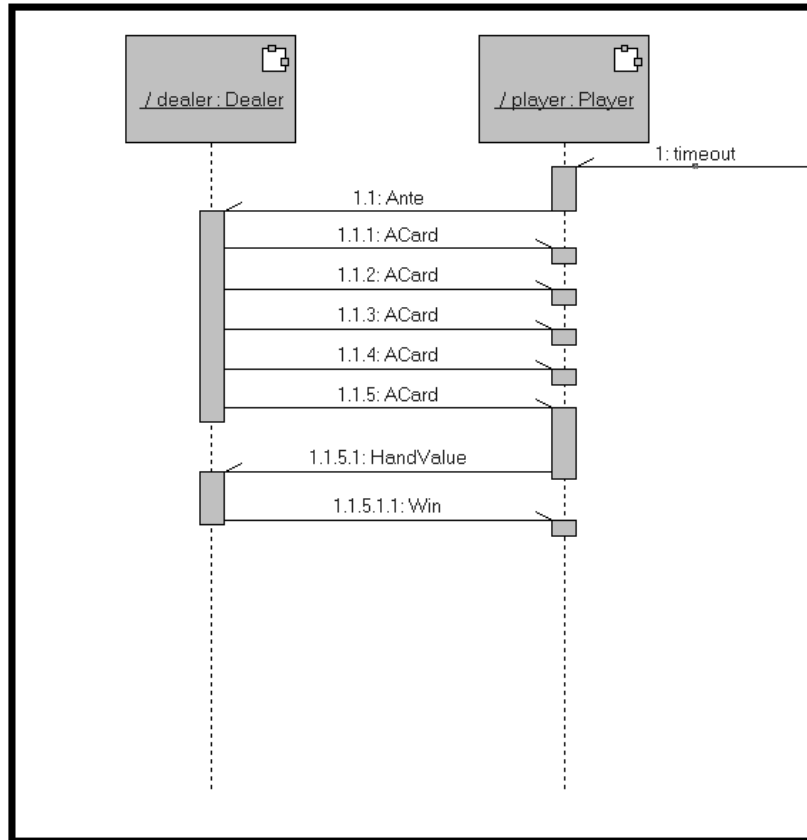 / dealer : Dealer
/ player : Player
1: timeout
1.1: Ante
1.1.1: ACard
1.1.2: ACard
1.1.3: ACard
1.1.4: ACard
1.1.5: ACard
1.1.5.1: HandValue
1.1.5.1.1: Win